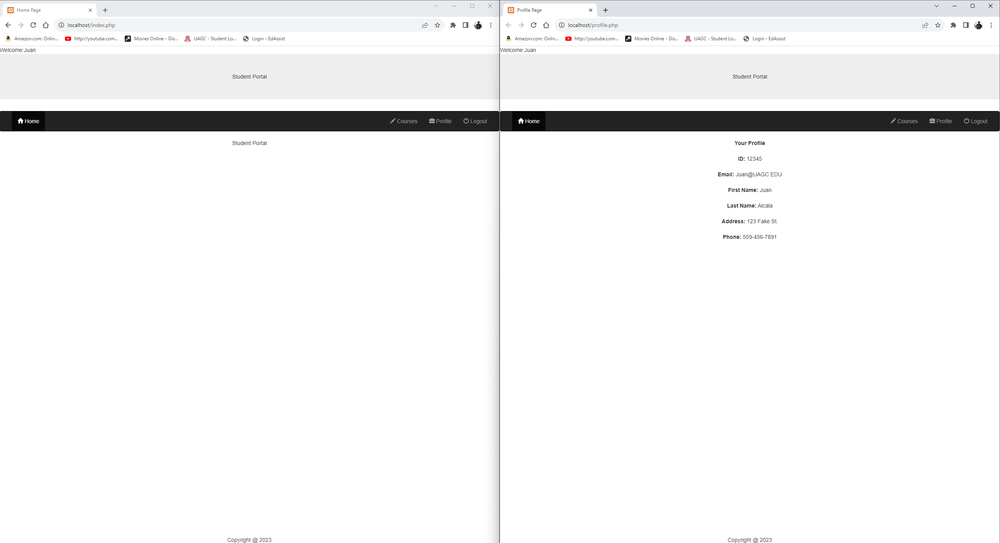 Home Page
localhost/index.php
Amazon.com: Onlin... http://youtube.com... Movies Online - Dis... UAGC - Student Lo... Login - EdAssist
Welcome:Juan
Student Portal
Home Courses Profile Logout
Student Portal
Copyright @ 2023
Profile Page
localhost/profile.php
Amazon.com: Onlin... http://youtube.com... Movies Online - Dis... UAGC - Student Lo... Login - EdAssist
Welcome:Juan
Student Portal
Home Courses Profile Logout
Your Profile
ID: 12345
Email: Juan@UAGC.EDU
First Name: Juan
Last Name: Alcala
Address: 123 Fake St.
Phone: 559-456-7891
Copyright @ 2023